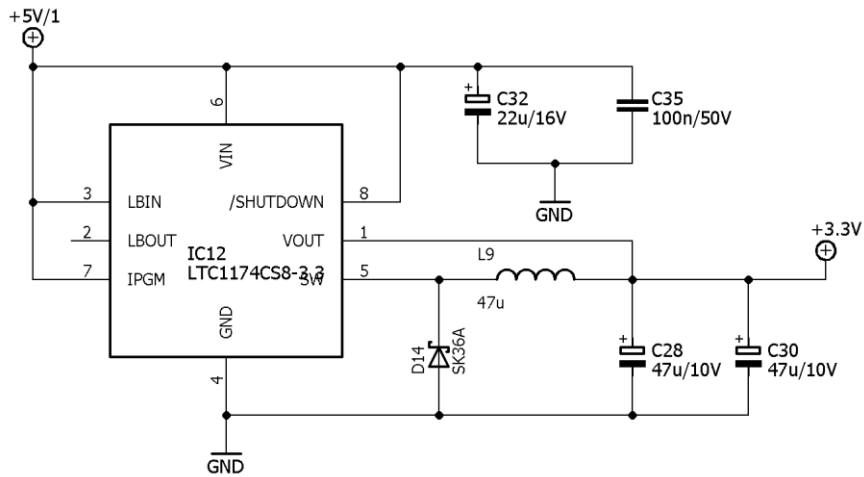 +5V/1
6
VIN
C32
22u/16V
C35
100n/50V
GND
3
LBIN
/SHUTDOWN
8
2
LBOUT
VOUT
1
+3.3V
IC12
LTC1174CS8-3.3
7
IPGM
SW
5
L9
47u
GND
4
D14
SK36A
C28
47u/10V
C30
47u/10V
GND